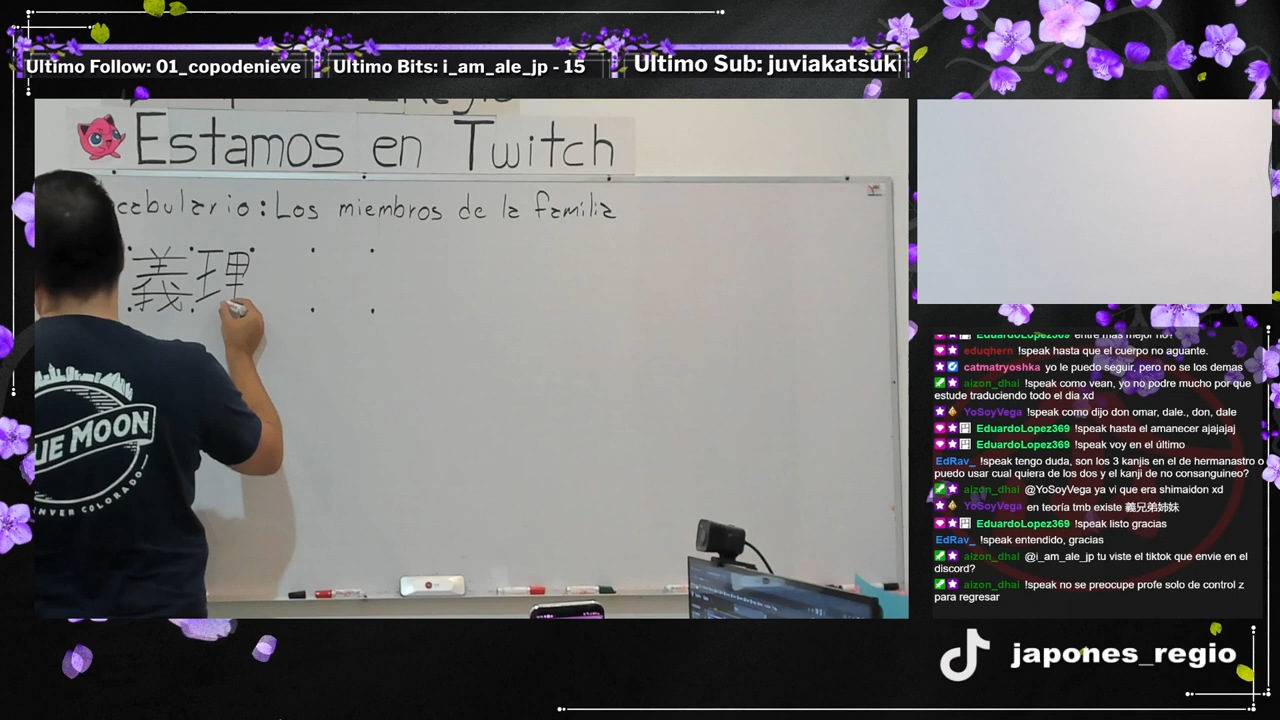 Ultimo Follow: 01_copodenieve
Ultimo Bits: i_am_ale_jp - 15
Ultimo Sub: juviakatsuki
Estamos en Twitch
cabulario: Los miembros de la familia
義理
UE MOON
NVER COLORADO
EduardoLopez369 entre mas mejor no?
eduqhern !speak hasta que el cuerpo no aguante.
catmatryoshka yo le puedo seguir, pero no se los demas
aizon_dhai !speak como vean, yo no podre mucho por que
estude traduciendo todo el dia xd
YoSoyVega !speak como dijo don omar, dale., don, dale
EduardoLopez369 !speak hasta el amanecer ajajajaj
EduardoLopez369 !speak voy en el último
EdRav_ !speak tengo duda, son los 3 kanjis en el de hermanastro o
puedo usar cual quiera de los dos y el kanji de no consanguineo?
aizon_dhai @YoSoyVega ya vi que era shimaidon xd
YoSoyVega en teoría tmb existe 義兄弟姉妹
EduardoLopez369 !speak listo gracias
EdRav_ !speak entendido, gracias
aizon_dhai @i_am_ale_jp tu viste el tiktok que envie en el
discord?
aizon_dhai !speak no se preocupe profe solo de control z
para regresar
japones_regio